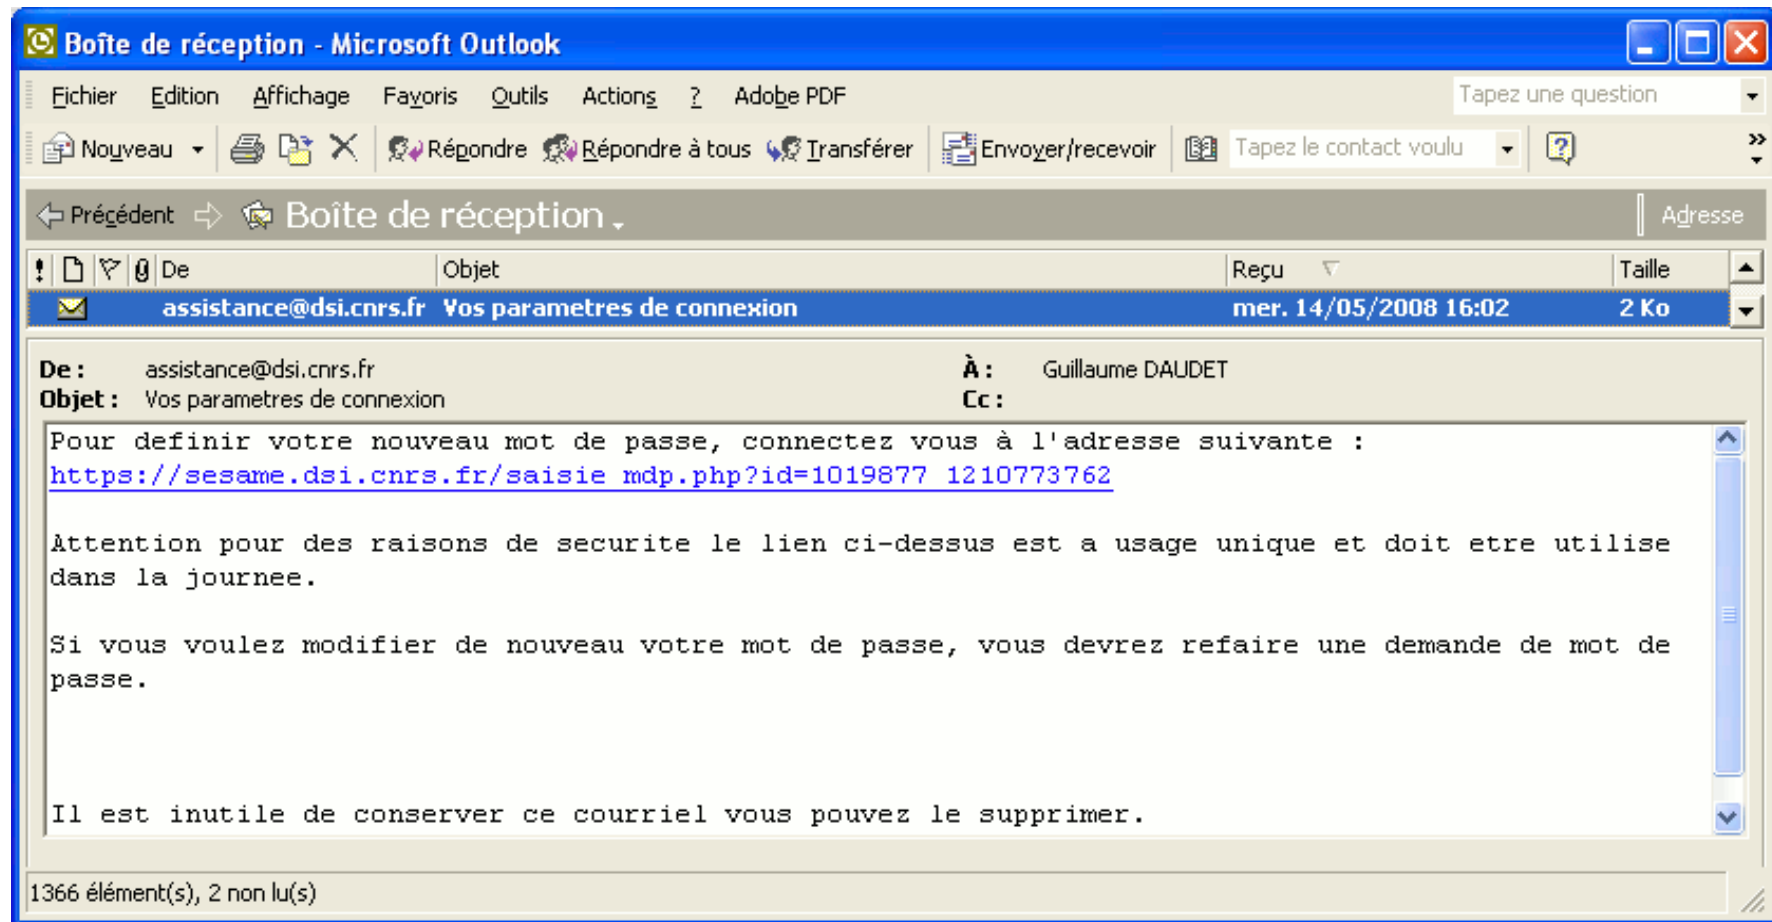 Boîte de réception - Microsoft Outlook
Fichier Edition Affichage Favoris Outils Actions ? Adobe PDF Tapez une question
Nouveau Répondre Répondre à tous Transférer Envoyer/recevoir Tapez le contact voulu
Précédent Boîte de réception Adresse
De Objet Reçu Taille
assistance@dsi.cnrs.fr Vos parametres de connexion mer. 14/05/2008 16:02 2 Ko
De : assistance@dsi.cnrs.fr À : Guillaume DAUDET
Objet : Vos parametres de connexion Cc :
Pour definir votre nouveau mot de passe, connectez vous à l'adresse suivante :
https://sesame.dsi.cnrs.fr/saisie_mdp.php?id=1019877_1210773762
Attention pour des raisons de securite le lien ci-dessus est a usage unique et doit etre utilise
dans la journee.
Si vous voulez modifier de nouveau votre mot de passe, vous devrez refaire une demande de mot de
passe.
Il est inutile de conserver ce courriel vous pouvez le supprimer.
1366 élément(s), 2 non lu(s)